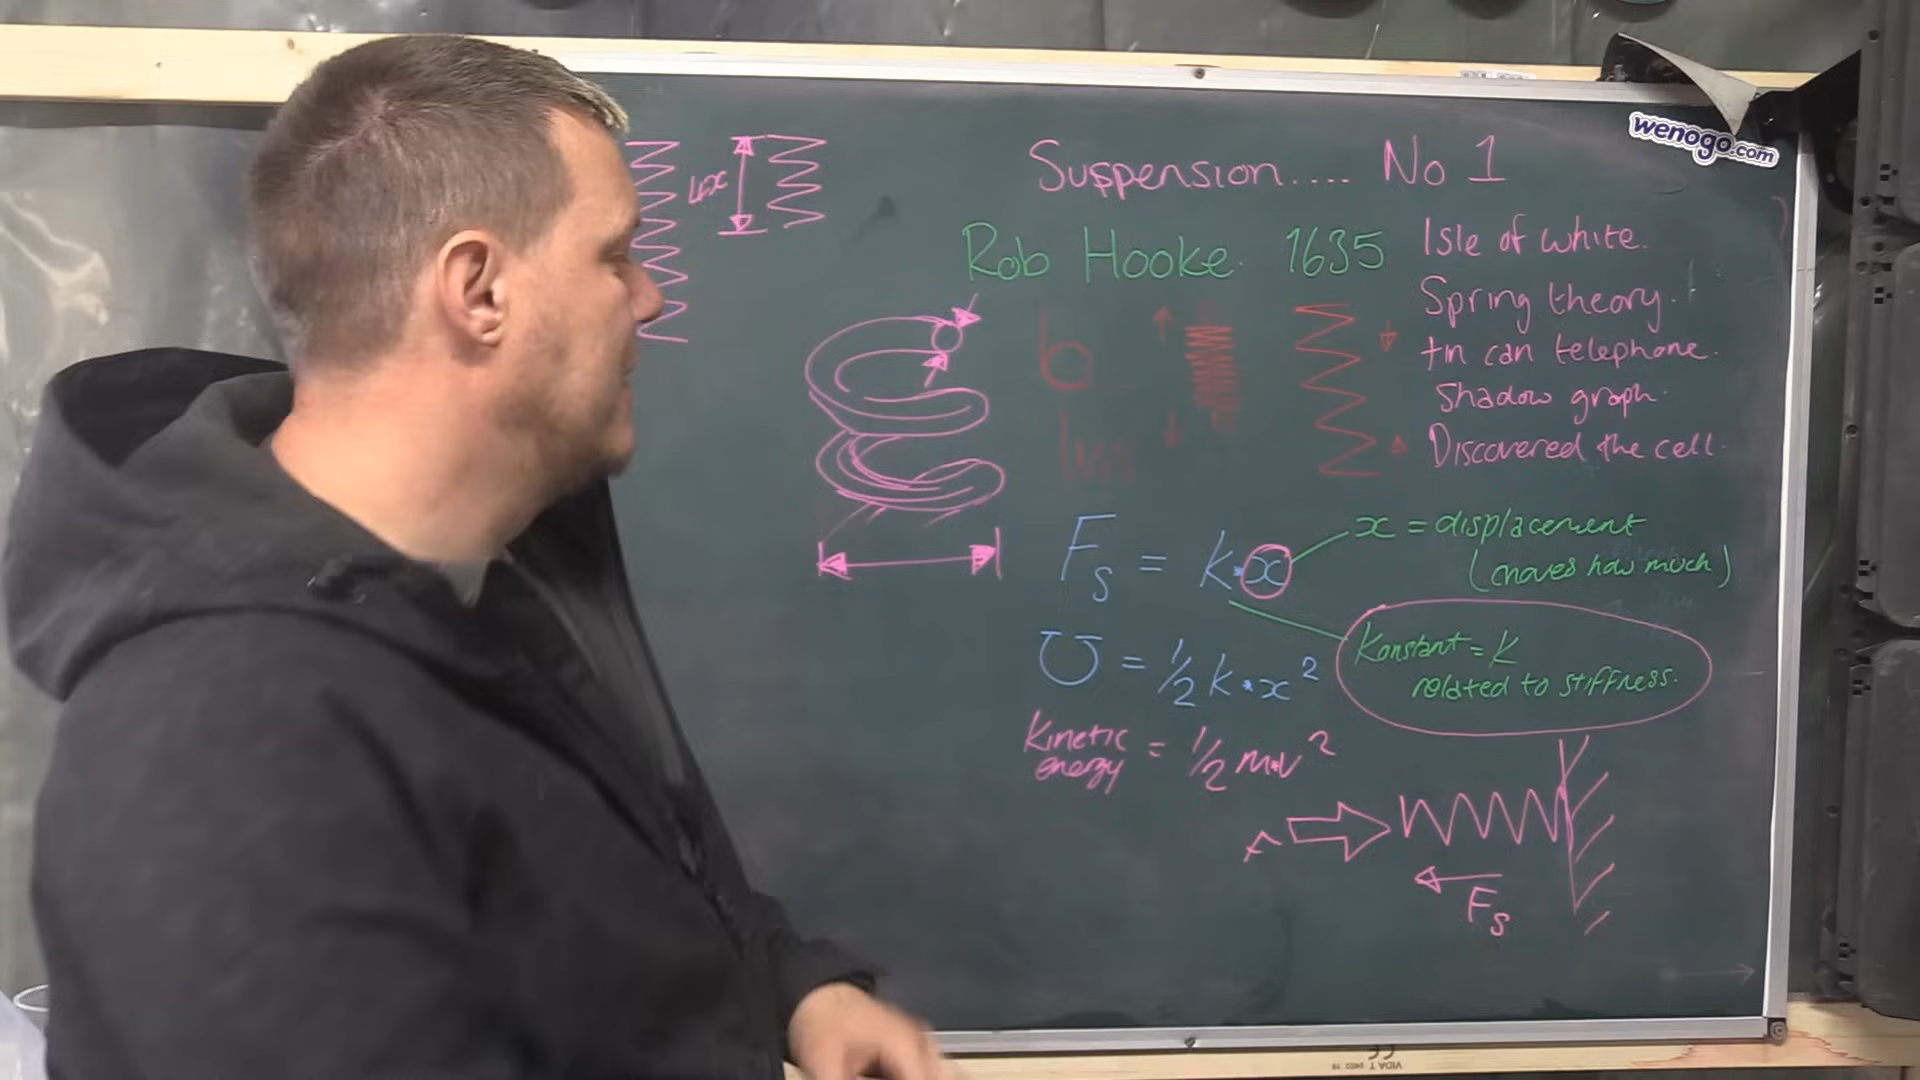 Suspension.... No 1
Rob Hooke 1635
Isle of white.
Spring theory.
tin can telephone.
Shadow graph.
Discovered the cell.
Fs = k•x
x = displacement
(moves how much)
U = 1/2 k•x²
Konstant = K
related to stiffness.
Kinetic energy = 1/2 m•v²
Fs
wenogo.com